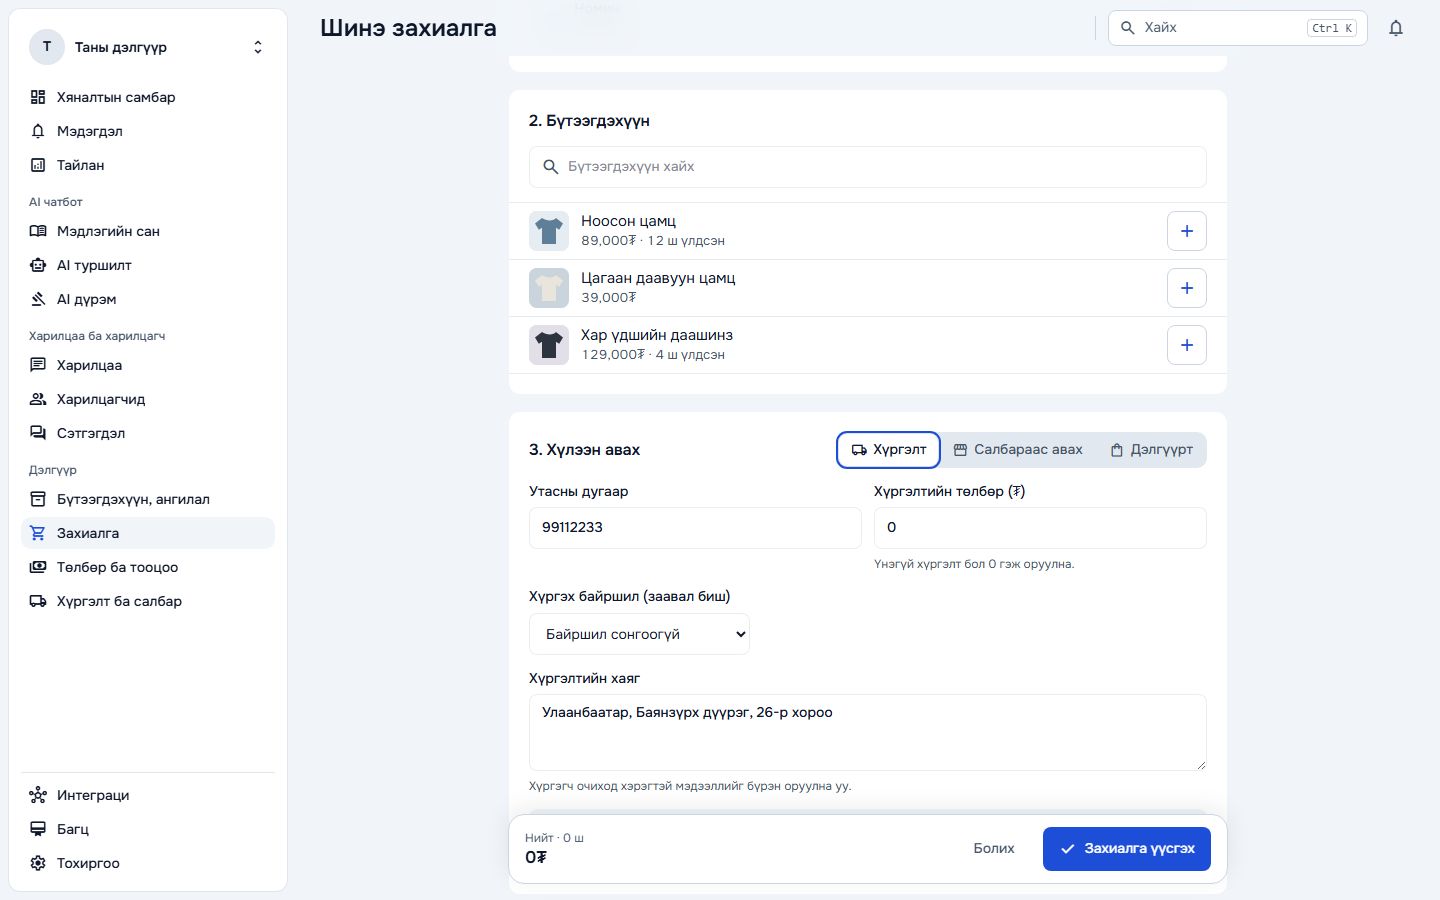 Таны дэлгүүр
T
Хяналтын самбар
Мэдэгдэл
Тайлан
AI чатбот
Мэдлэгийн сан
AI туршилт
AI дүрэм
Харилцаа ба харилцагч
Харилцаа
Харилцагчид
Сэтгэгдэл
Дэлгүүр
Бүтээгдэхүүн, ангилал
Захиалга
Төлбөр ба тооцоо
Хүргэлт ба салбар
Интеграци
Багц
Тохиргоо
Шинэ захиалга
Хайх
Ctrl K
2. Бүтээгдэхүүн
Бүтээгдэхүүн хайх
Ноосон цамц
89,000₮ · 12 ш үлдсэн
Цагаан даавуун цамц
39,000₮
Хар үдшийн даашинз
129,000₮ · 4 ш үлдсэн
3. Хүлээн авах
Хүргэлт
Салбараас авах
Дэлгүүрт
Утасны дугаар
Хүргэлтийн төлбөр (₮)
99112233
0
Үнэгүй хүргэлт бол 0 гэж оруулна.
Хүргэх байршил (заавал биш)
Байршил сонгоогүй
Хүргэлтийн хаяг
Улаанбаатар, Баянзүрх дүүрэг, 26-р хороо
Хүргэгч очиход хэрэгтэй мэдээллийг бүрэн оруулна уу.
Нийт · 0 ш
0₮
Болих
Захиалга үүсгэх